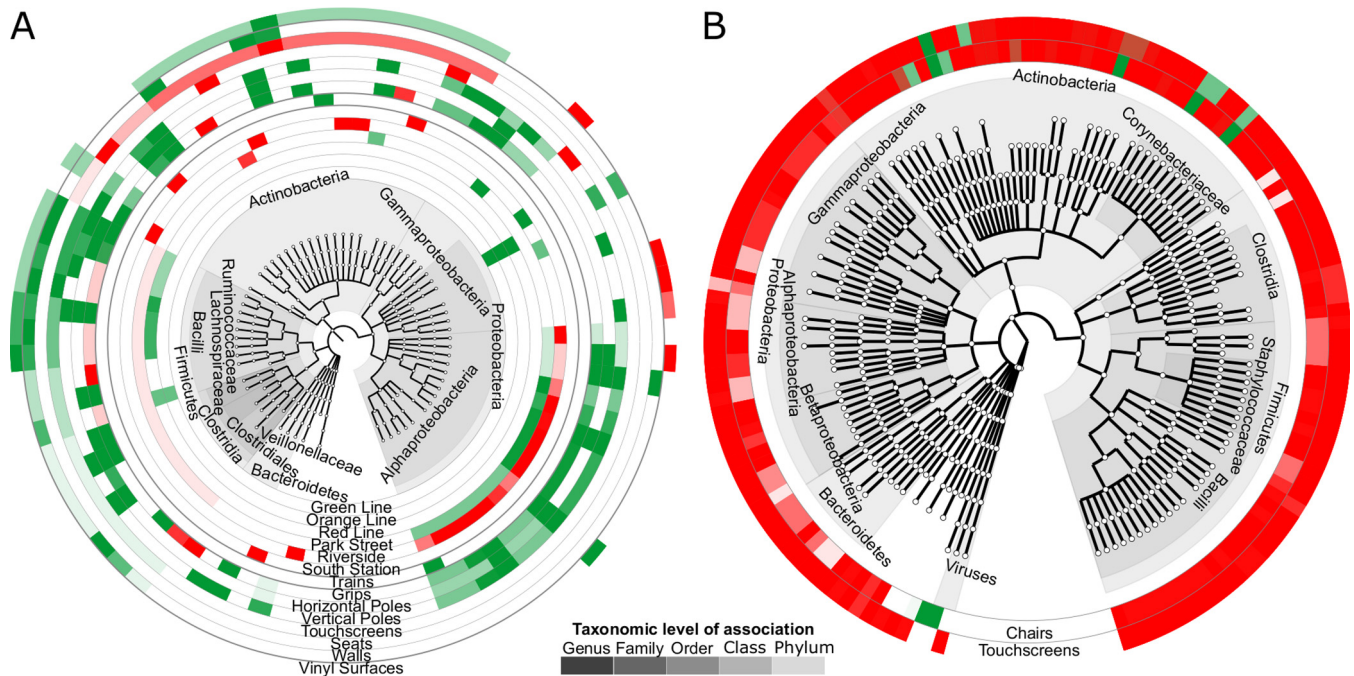 A
B
Actinobacteria
Gammaproteobacteria
Proteobacteria
Alphaproteobacteria
Ruminococcaceae
Lachnospiraceae
Bacilli
Firmicutes
Clostridia
Clostridiales
Veillonellaceae
Bacteroidetes
Green Line
Orange Line
Red Line
Park Street
Riverside
South Station
Trains
Grips
Horizontal Poles
Vertical Poles
Touchscreens
Seats
Walls
Vinyl Surfaces
Actinobacteria
Corynebacteriaceae
Gammaproteobacteria
Clostridia
Alphaproteobacteria
Proteobacteria
Betaproteobacteria
Bacteroidetes
Viruses
Staphylococcaceae
Firmicutes
Bacilli
Chairs
Touchscreens
Taxonomic level of association
Genus Family Order Class Phylum